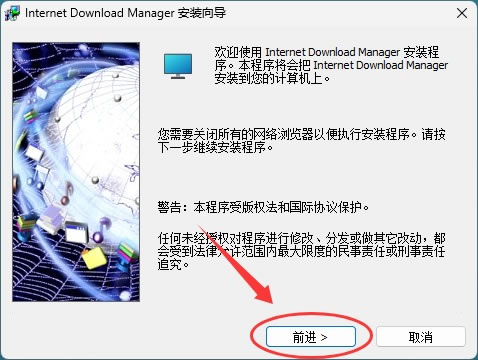 Internet Download Manager 安装向导
欢迎使用 Internet Download Manager 安装程
序。本程序将会把 Internet Download Manager
安装到您的计算机上。
您需要关闭所有的网络浏览器以便执行安装程序。请按
下一步继续安装程序。
警告：本程序受版权法和国际协议保护。
任何未经授权对程序进行修改、分发或做其它改动，都
会受到法律允许范围内最大限度的民事责任或刑事责任
追究。
前进 >
取消